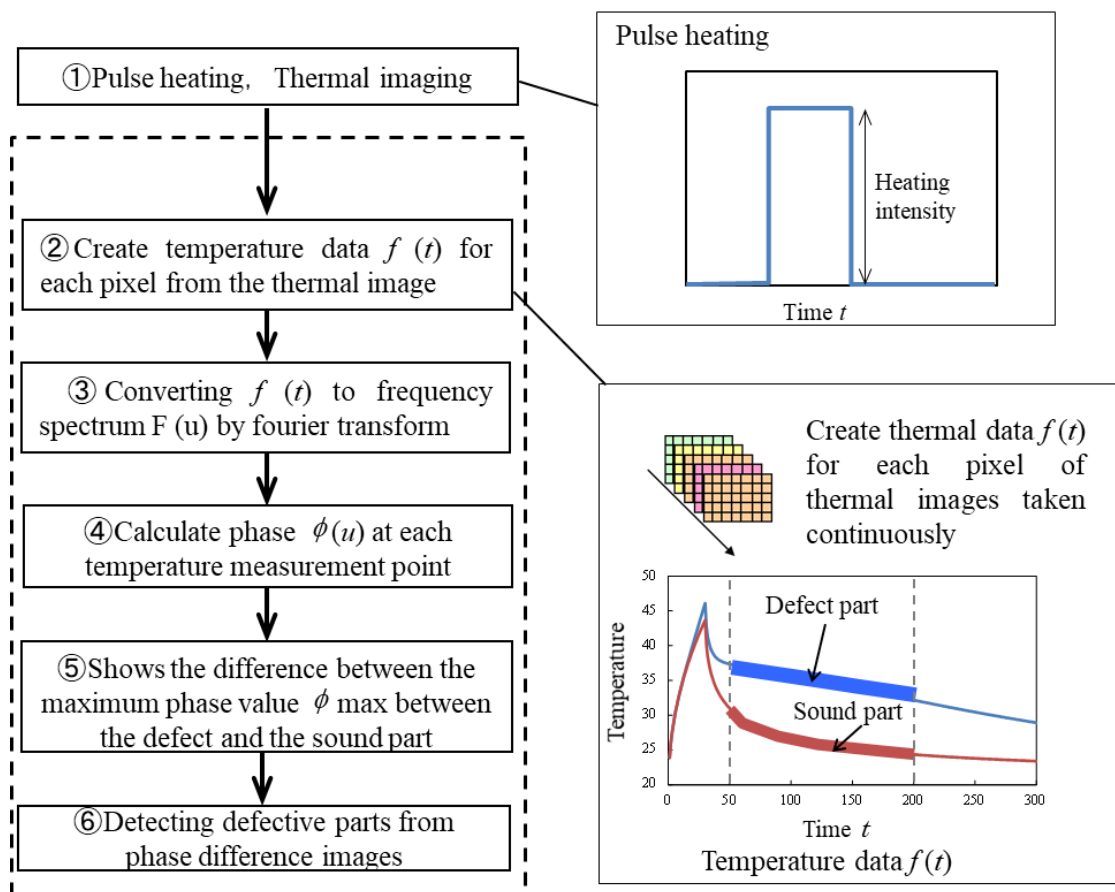 ①Pulse heating, Thermal imaging
②Create temperature data f (t) for
each pixel from the thermal image
③ Converting f (t) to frequency
spectrum F (u) by fourier transform
④Calculate phase ϕ(u) at each
temperature measurement point
⑤Shows the difference between the
maximum phase value ϕ max between
the defect and the sound part
⑥Detecting defective parts from
phase difference images
Pulse heating
Heating
intensity
Time t
Create thermal data f (t)
for each pixel of
thermal images taken
continuously
50
45
40
35
30
25
20
Temperature
Defect part
Sound part
0 50 100 150 200 250 300
Time t
Temperature data f (t)